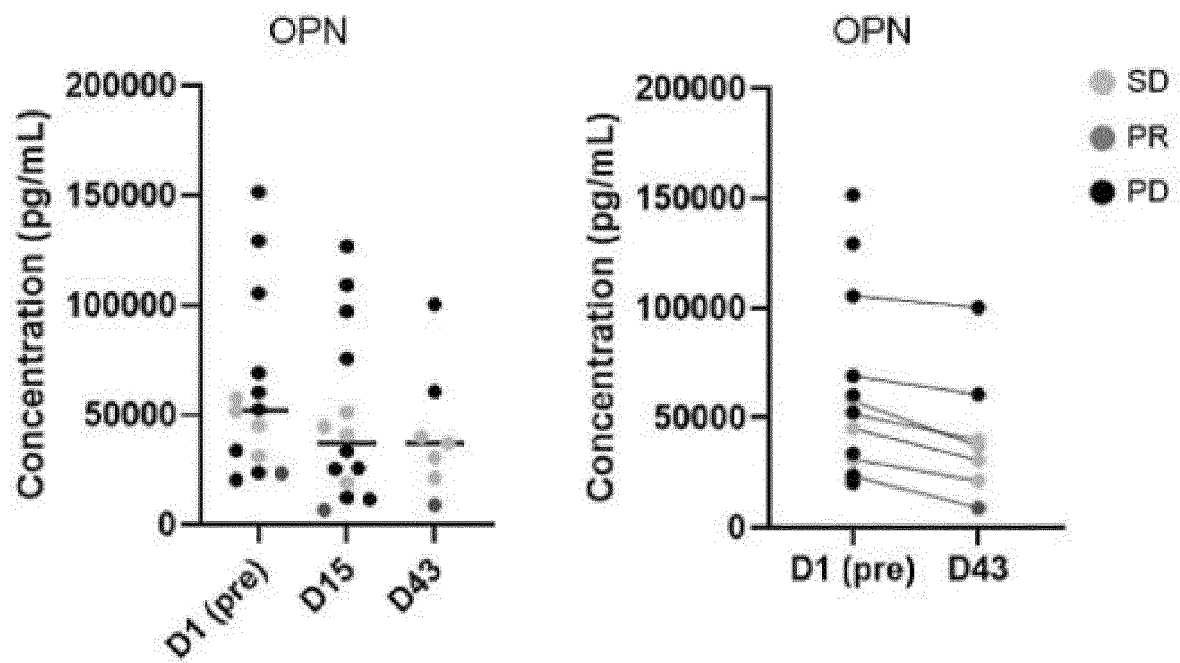 OPN
Concentration (pg/mL)
200000
150000
100000
50000
0
D1 (pre)
D15
D43
OPN
Concentration (pg/mL)
200000
150000
100000
50000
0
D1 (pre)
D43
SD
PR
PD